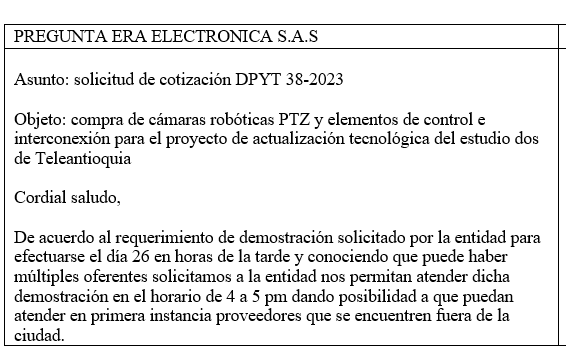 PREGUNTA ERA ELECTRONICA S.A.S
Asunto: solicitud de cotización DPYT 38-2023
Objeto: compra de cámaras robóticas PTZ y elementos de control e
interconexión para el proyecto de actualización tecnológica del estudio dos
de Teleantioquia
Cordial saludo,
De acuerdo al requerimiento de demostración solicitado por la entidad para
efectuarse el día 26 en horas de la tarde y conociendo que puede haber
múltiples oferentes solicitamos a la entidad nos permitan atender dicha
demostración en el horario de 4 a 5 pm dando posibilidad a que puedan
atender en primera instancia proveedores que se encuentren fuera de la
ciudad.